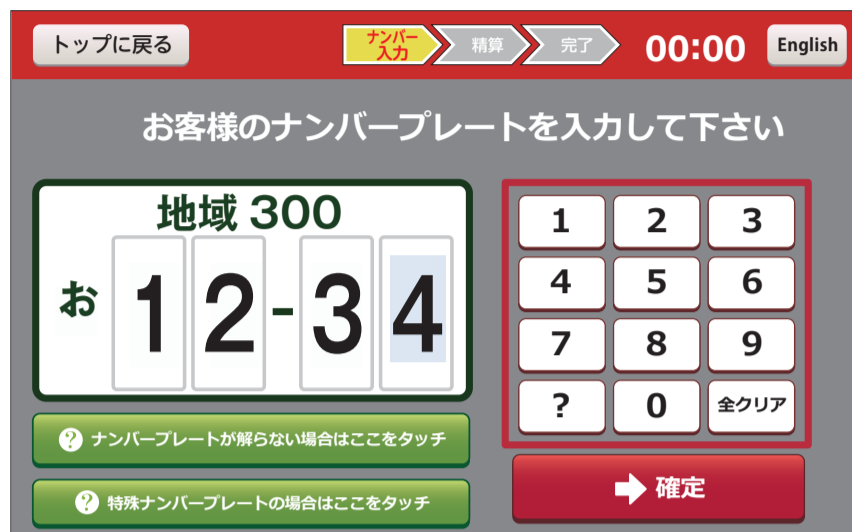 トップに戻る
ナンバー
入力
精算
完了
00:00
English
お客様のナンバープレートを入力して下さい
地域 300
お 12-34
1 2 3
4 5 6
7 8 9
? 0 全クリア
? ナンバープレートが解らない場合はここをタッチ
? 特殊ナンバープレートの場合はここをタッチ
確定